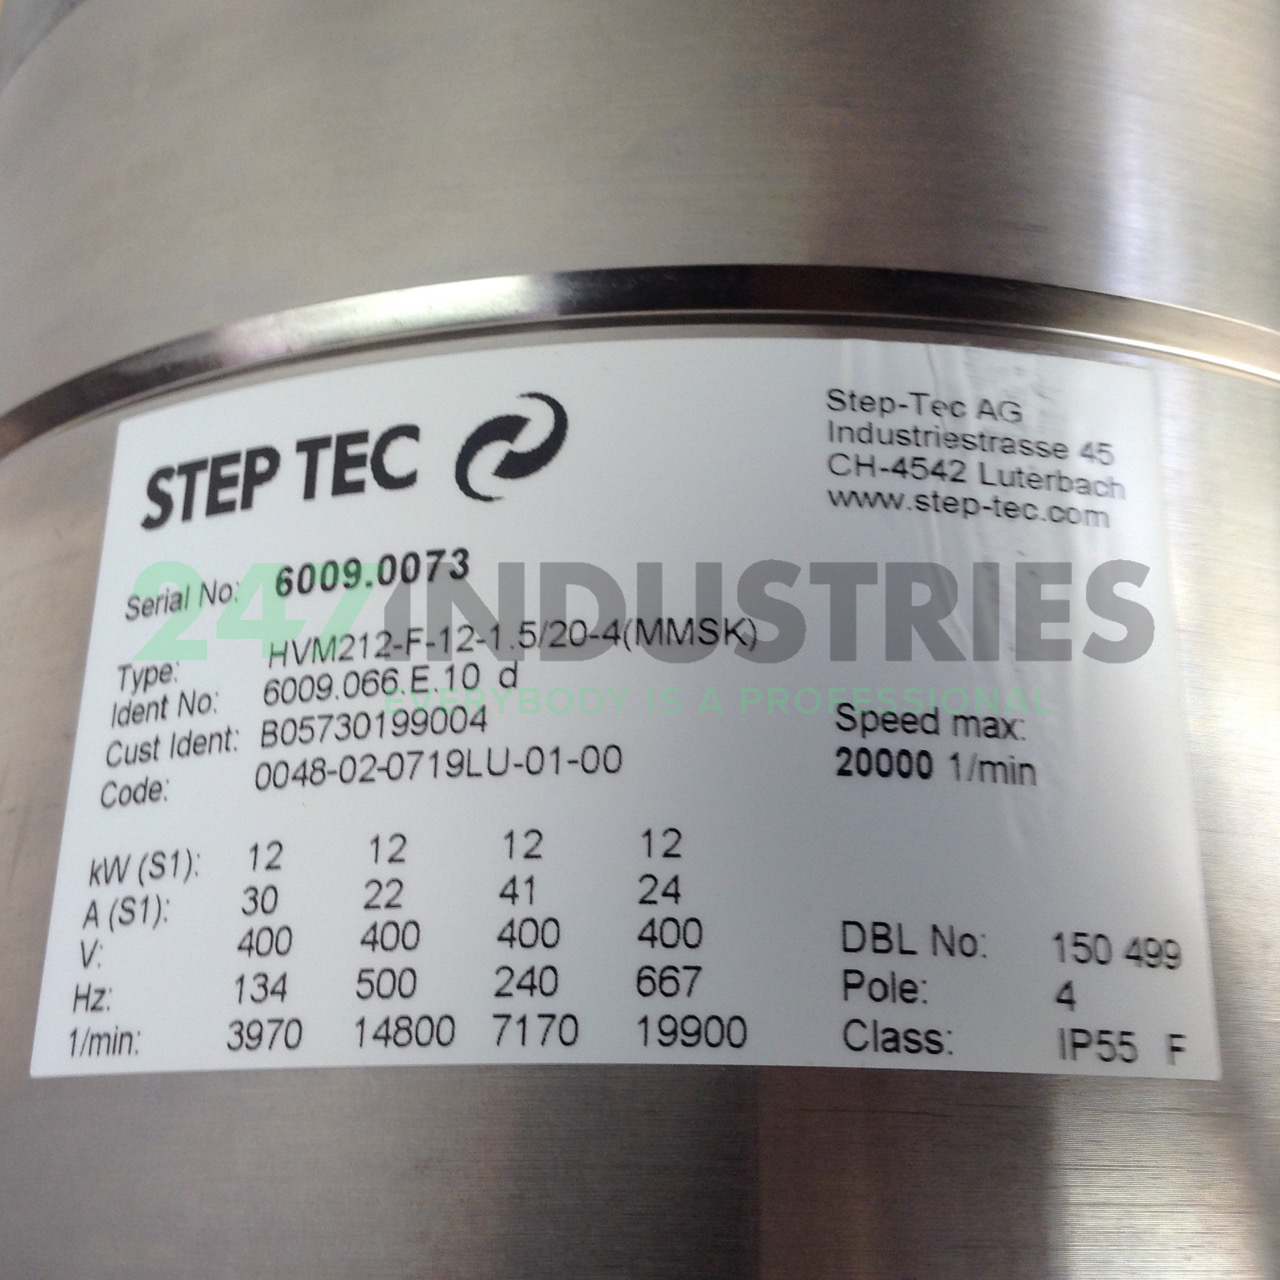 STEP TEC
Step-Tec AG
Industriestrasse 45
CH-4542 Luterbach
www.step-tec.com
Serial No: 6009.0073
247INDUSTRIES
EVERYBODY IS A PROFESSIONAL
Type: HVM212-F-12-1.5/20-4(MMSK)
Ident No: 6009.066.E.10 d
Cust Ident: B05730199004
Code: 0048-02-0719LU-01-00
Speed max:
20000 1/min
kW (S1): 12 12 12 12
A (S1): 30 22 41 24
V: 400 400 400 400
Hz: 134 500 240 667
1/min: 3970 14800 7170 19900
DBL No: 150 499
Pole: 4
Class: IP55 F